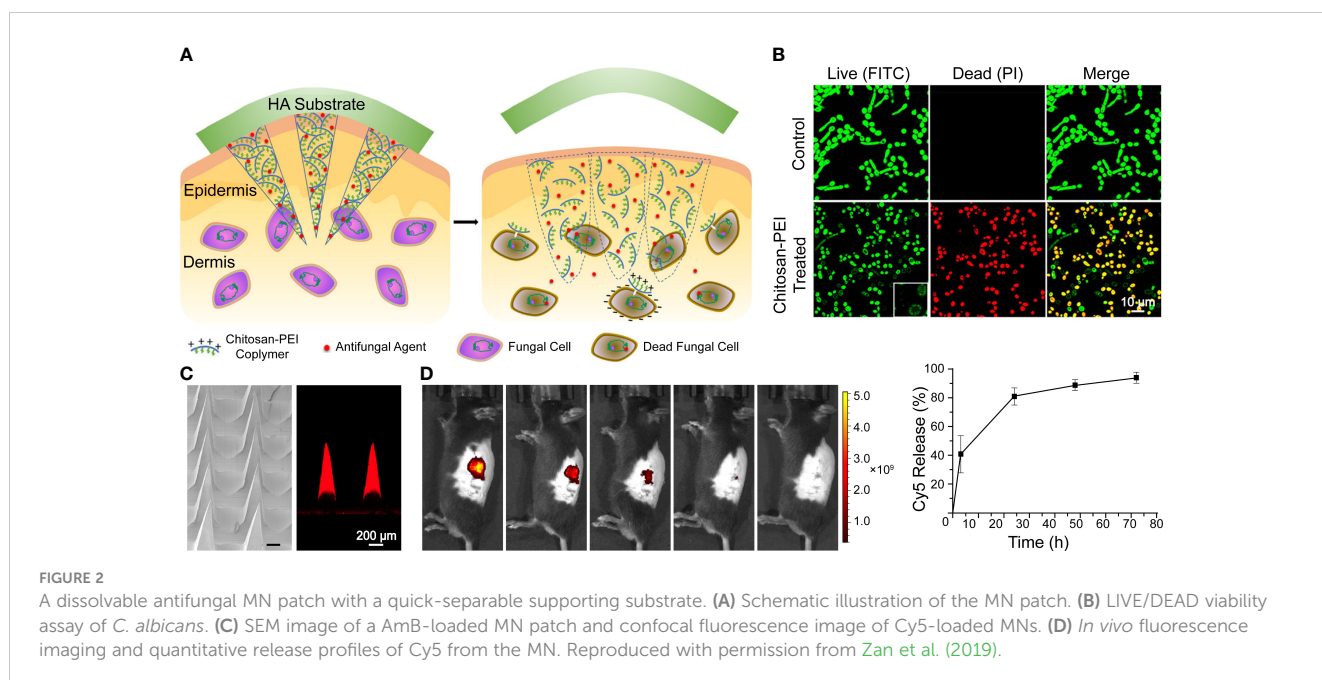 A
HA Substrate
Epidermis
Dermis
Chitosan-PEI
Coplymer
Antifungal Agent
Fungal Cell
Dead Fungal Cell
B
Live (FITC)
Dead (PI)
Merge
Control
Chitosan-PEI
Treated
10 μm
C
200 μm
D
5.0
4.0
3.0
×10⁹
2.0
1.0
Cy5 Release (%)
100
80
60
40
20
0
0 10 20 30 40 50 60 70 80
Time (h)
FIGURE 2
A dissolvable antifungal MN patch with a quick-separable supporting substrate. (A) Schematic illustration of the MN patch. (B) LIVE/DEAD viability
assay of C. albicans. (C) SEM image of a AmB-loaded MN patch and confocal fluorescence image of Cy5-loaded MNs. (D) In vivo fluorescence
imaging and quantitative release profiles of Cy5 from the MN. Reproduced with permission from Zan et al. (2019).